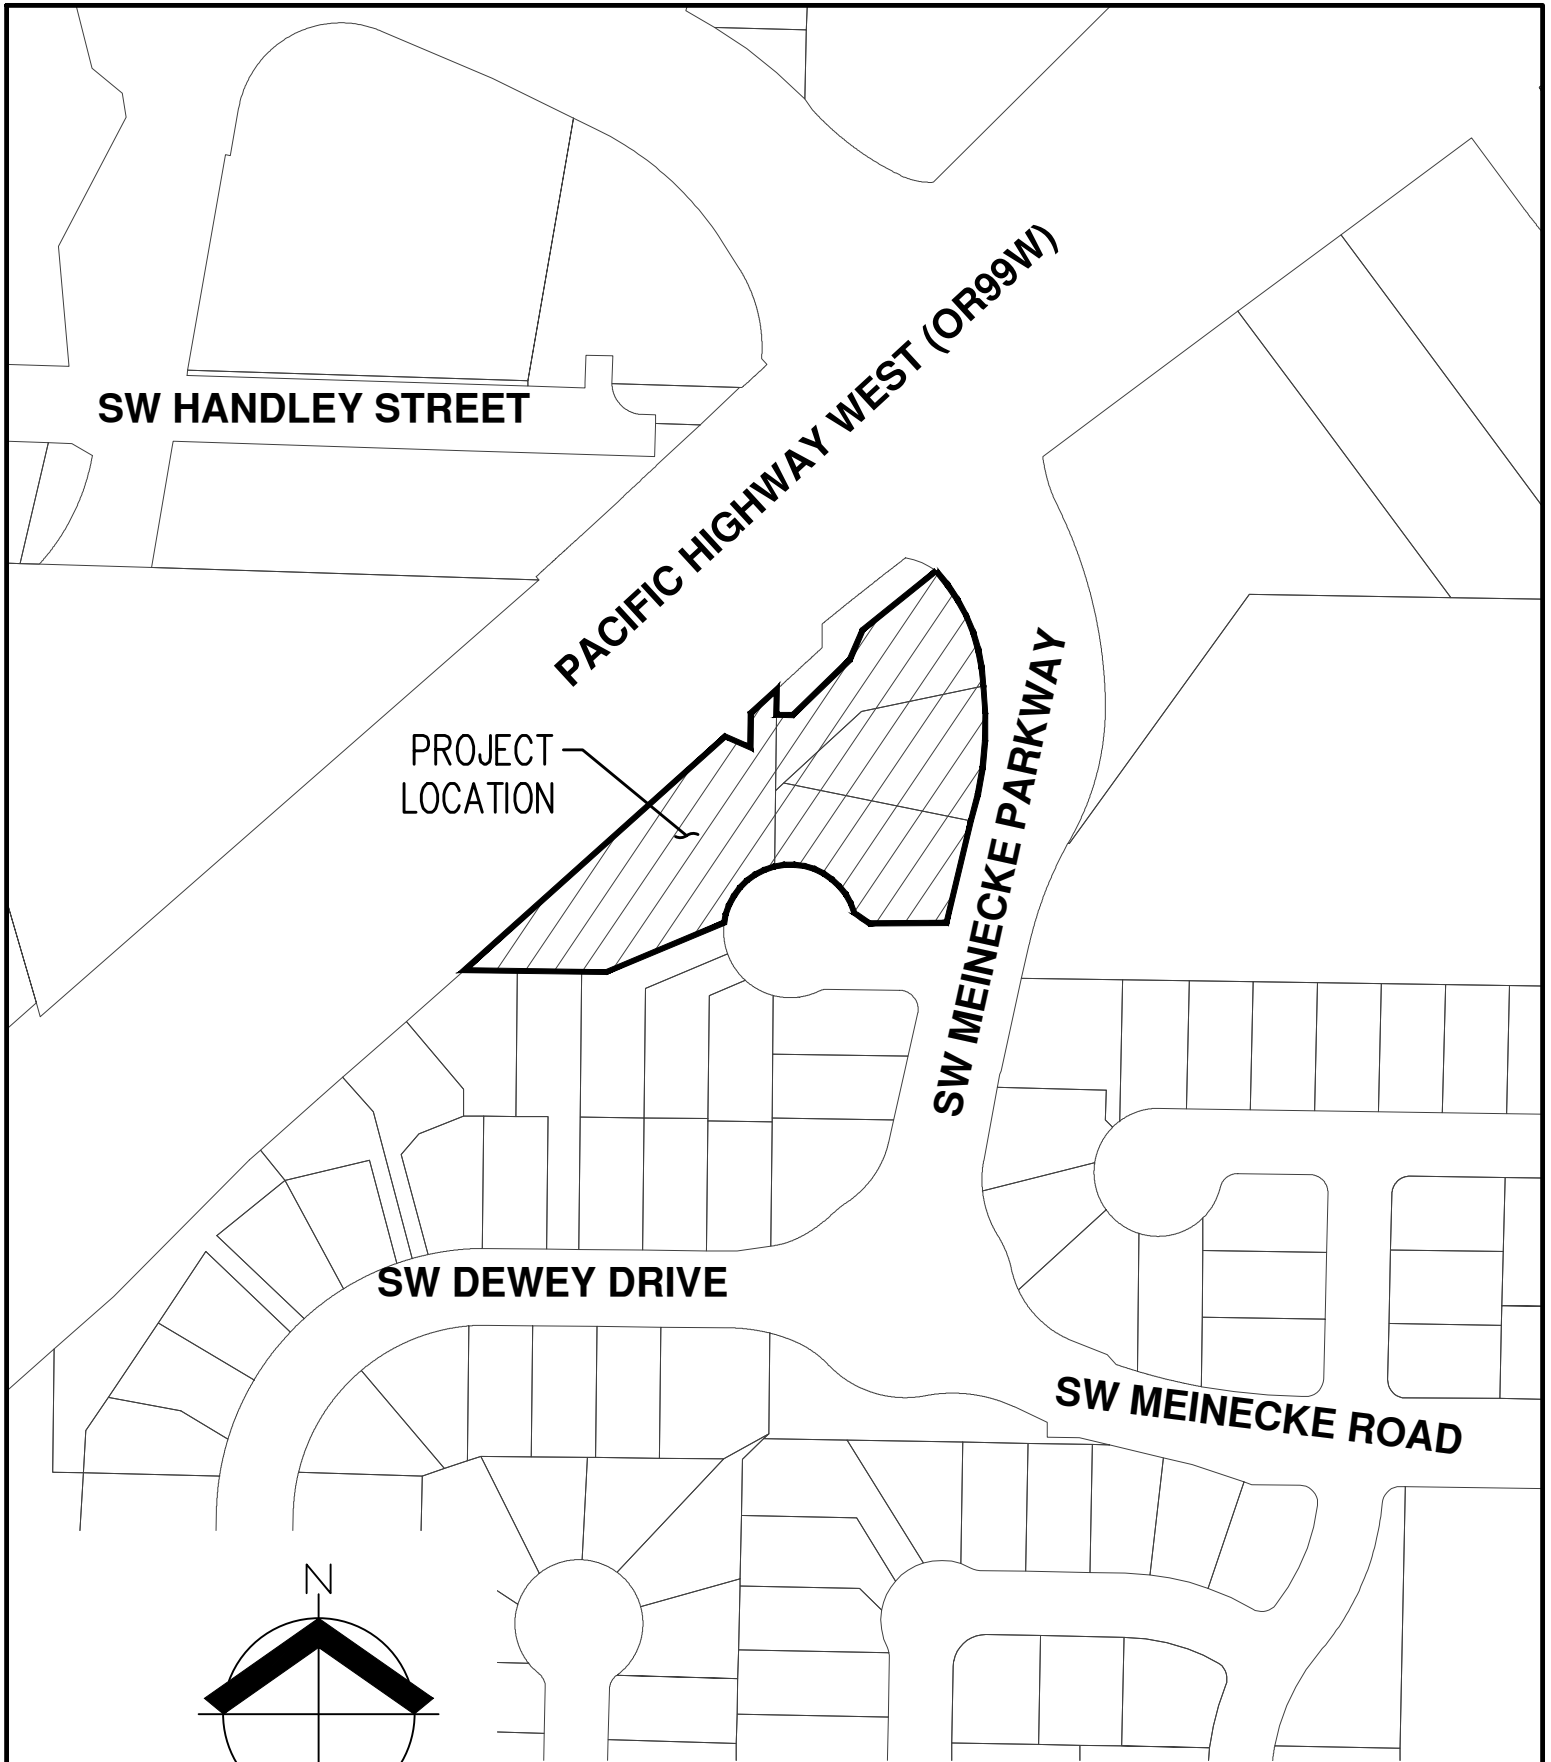 PACIFIC HIGHWAY WEST (OR99W)
SW HANDLEY STREET
PROJECT
LOCATION
SW MEINECKE PARKWAY
SW DEWEY DRIVE
SW MEINECKE ROAD
N